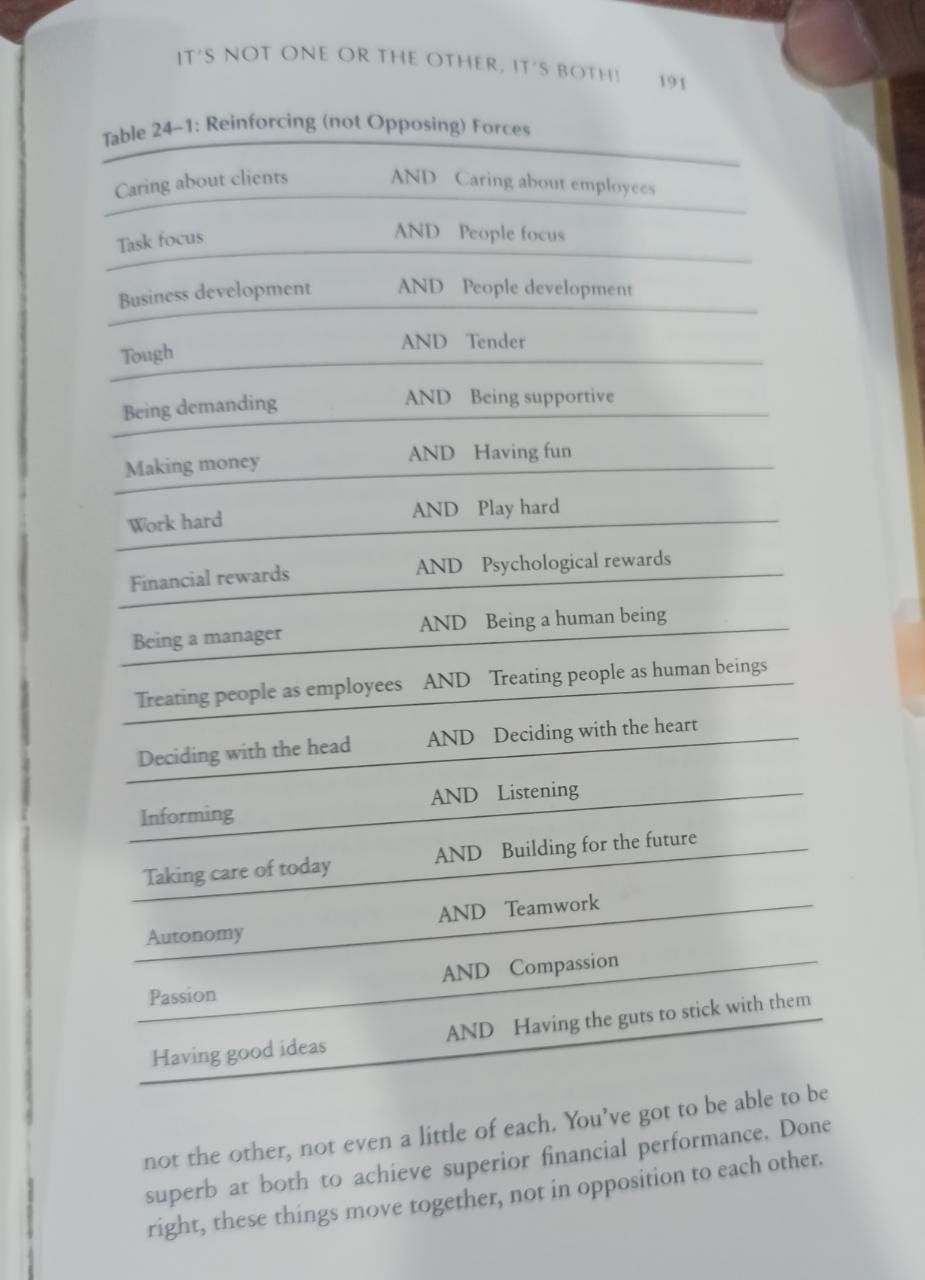 IT'S NOT ONE OR THE OTHER, IT'S BOTH! 191
Table 24–1: Reinforcing (not Opposing) Forces
Caring about clients AND Caring about employees
Task focus AND People focus
Business development AND People development
Tough AND Tender
Being demanding AND Being supportive
Making money AND Having fun
Work hard AND Play hard
Financial rewards AND Psychological rewards
Being a manager AND Being a human being
Treating people as employees AND Treating people as human beings
Deciding with the head AND Deciding with the heart
Informing AND Listening
Taking care of today AND Building for the future
Autonomy AND Teamwork
Passion AND Compassion
Having good ideas AND Having the guts to stick with them
not the other, not even a little of each. You've got to be able to be
superb at both to achieve superior financial performance. Done
right, these things move together, not in opposition to each other.